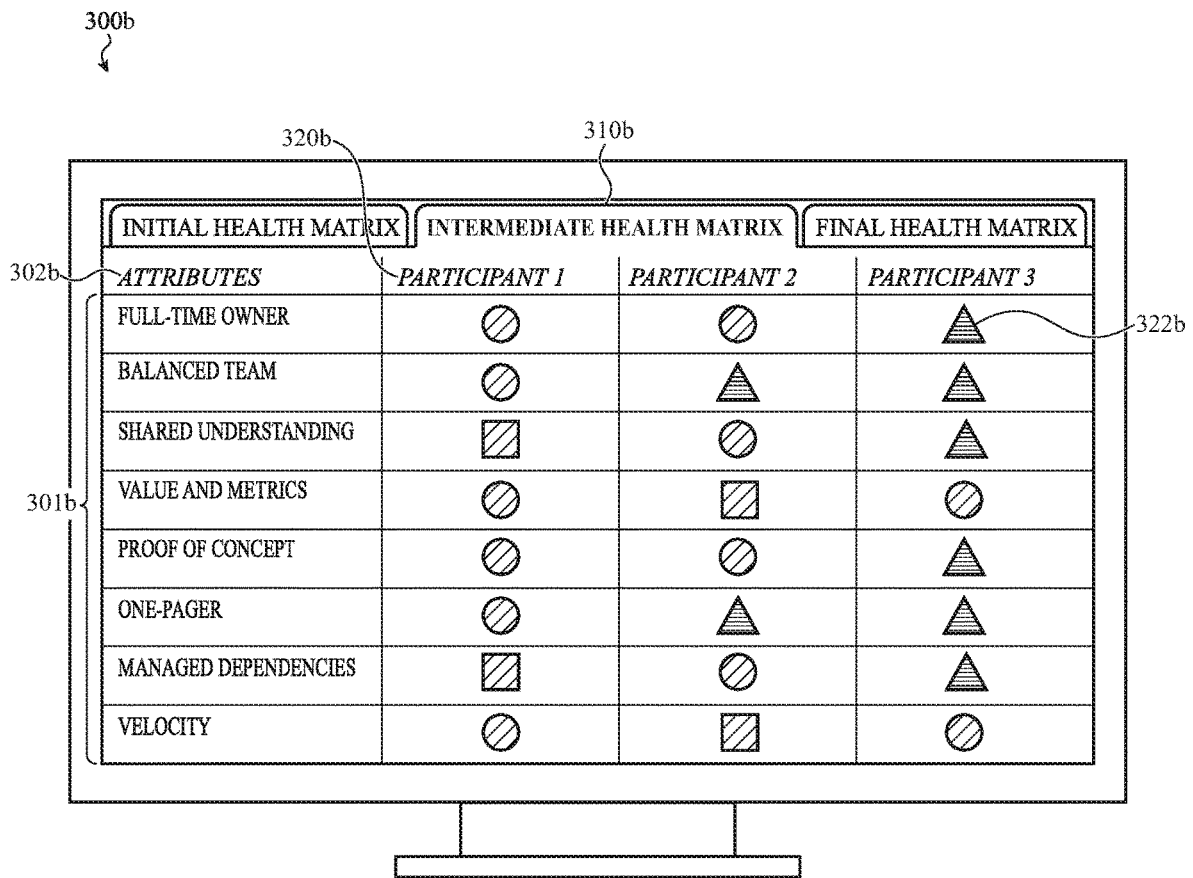 300b
320b
310b
INITIAL HEALTH MATRIX
INTERMEDIATE HEALTH MATRIX
FINAL HEALTH MATRIX
302b
ATTRIBUTES
PARTICIPANT 1
PARTICIPANT 2
PARTICIPANT 3
FULL-TIME OWNER
322b
BALANCED TEAM
SHARED UNDERSTANDING
VALUE AND METRICS
301b
PROOF OF CONCEPT
ONE-PAGER
MANAGED DEPENDENCIES
VELOCITY